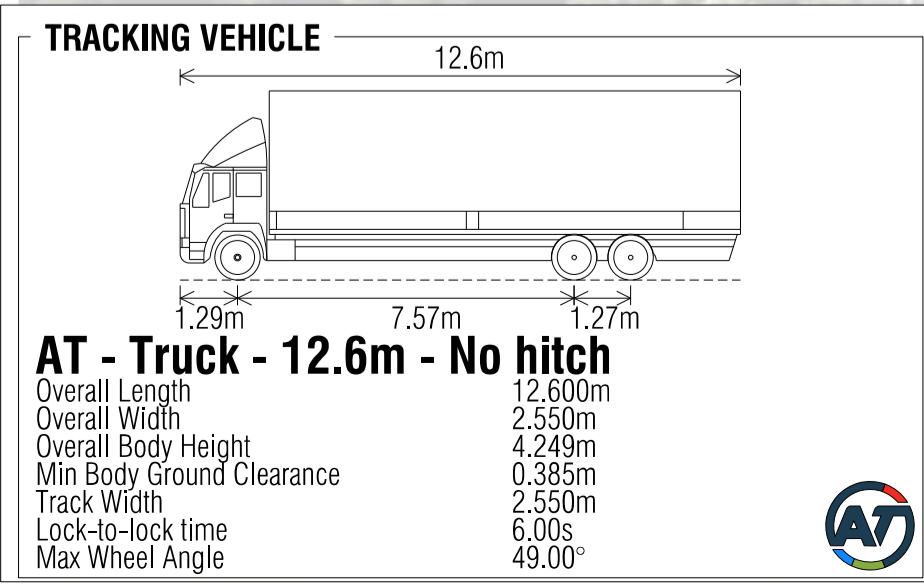 TRACKING VEHICLE
12.6m
1.29m 7.57m 1.27m
AT - Truck - 12.6m - No hitch
Overall Length 12.600m
Overall Width 2.550m
Overall Body Height 4.249m
Min Body Ground Clearance 0.385m
Track Width 2.550m
Lock-to-lock time 6.00s
Max Wheel Angle 49.00°
AT